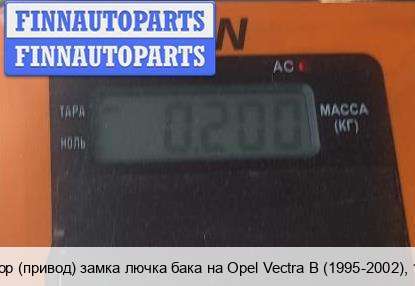 FINNAUTOPARTS
FINNAUTOPARTS
N
AC
ТАРА
НОЛЬ
0.200
МАССА
(КГ)
ор (привод) замка лючка бака на Opel Vectra B (1995-2002),